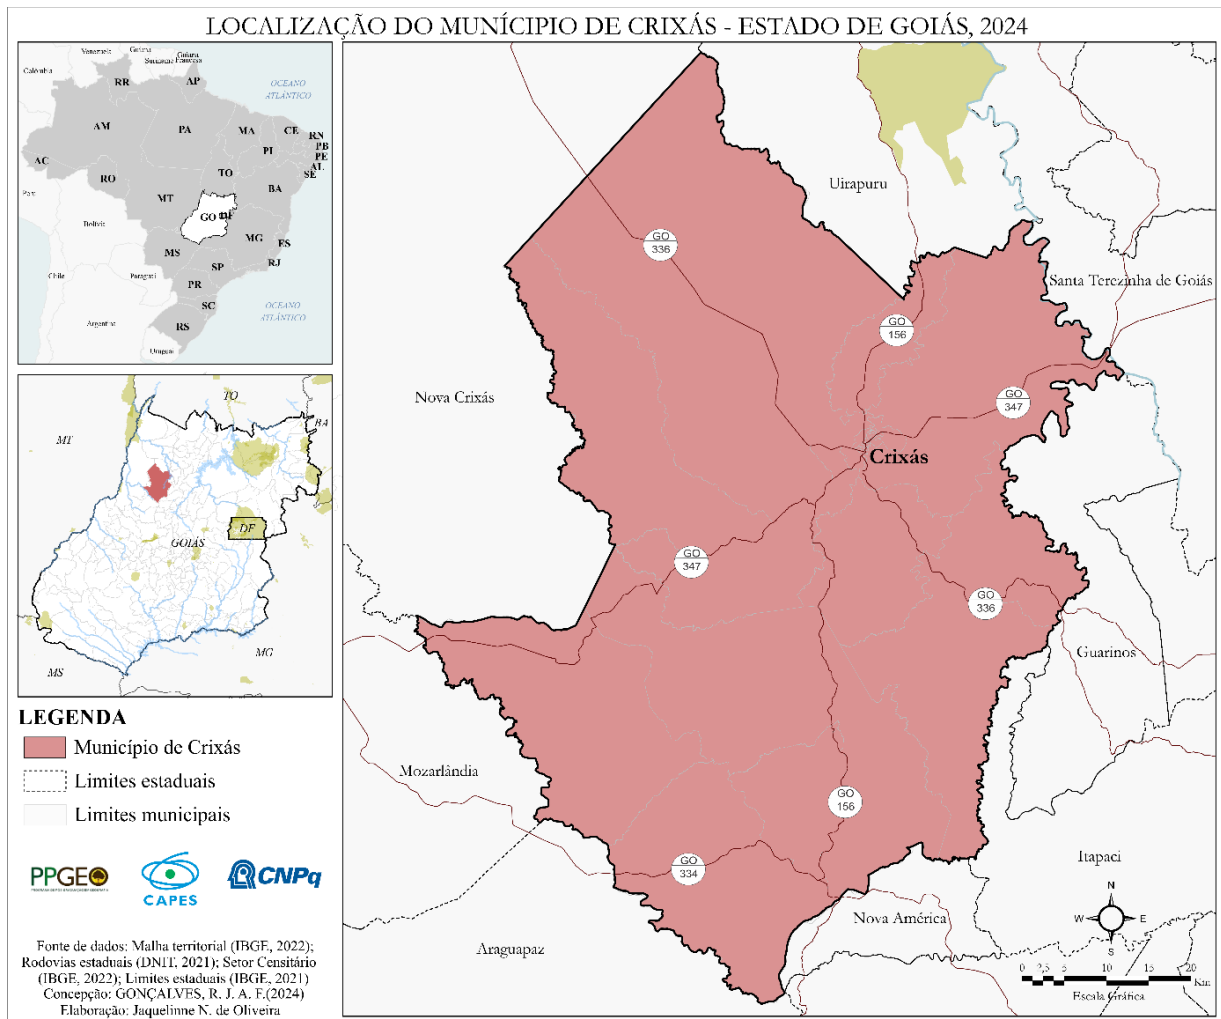 LOCALIZAÇÃO DO MUNÍCIPIO DE CRIXÁS - ESTADO DE GOIÁS, 2024
Venezuela
Guiana
Suriname
Guiana
Francesa
Colômbia
OCEANO
ATLÂNTICO
RR
AP
AM
PA
MA
CE
RN
PB
PE
AL
SE
PI
AC
RO
TO
BA
MT
GO
DF
Peru
Bolívia
MG
ES
MS
SP
RJ
Chile
Paraguai
PR
SC
OCEANO
ATLÂNTICO
Argentina
RS
Uruguai
TO
BA
MT
DF
GOIÁS
MG
MS
Uirapuru
GO
336
Santa Terezinha de Goiás
GO
156
Nova Crixás
GO
347
Crixás
GO
347
GO
336
Guarinos
Mozarlândia
GO
156
Itapaci
GO
334
Nova América
Araguapaz
N
W
E
S
0 2,5 5 10 15 20
Km
Escala Gráfica
LEGENDA
Município de Crixás
Limites estaduais
Limites municipais
PPGEO
CAPES
CNPq
Fonte de dados: Malha territorial (IBGE, 2022);
Rodovias estaduais (DNIT, 2021); Setor Censitário
(IBGE, 2022); Limites estaduais (IBGE, 2021)
Concepção: GONÇALVES, R. J. A. F.(2024)
Elaboração: Jaquelinne N. de Oliveira